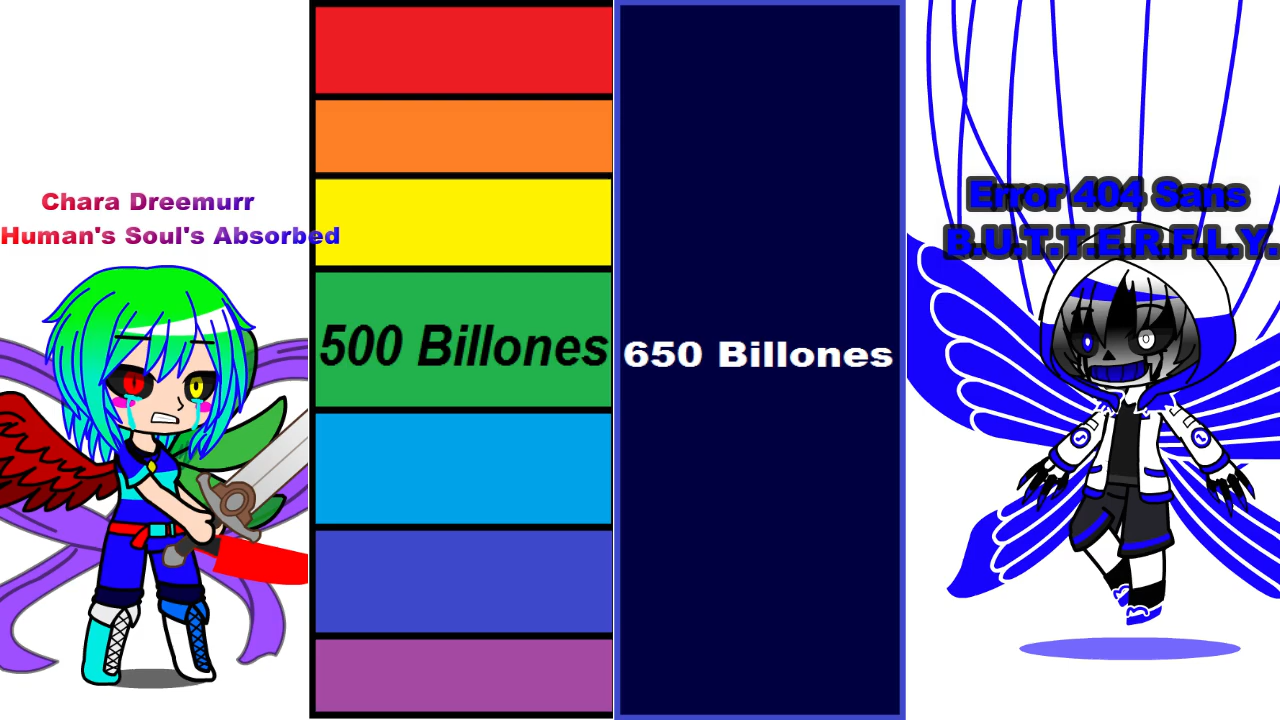 Chara Dreemurr
Human's Soul's Absorbed
500 Billones
650 Billones
Error 404 Sans
B.U.T.T.E.R.F.L.Y.